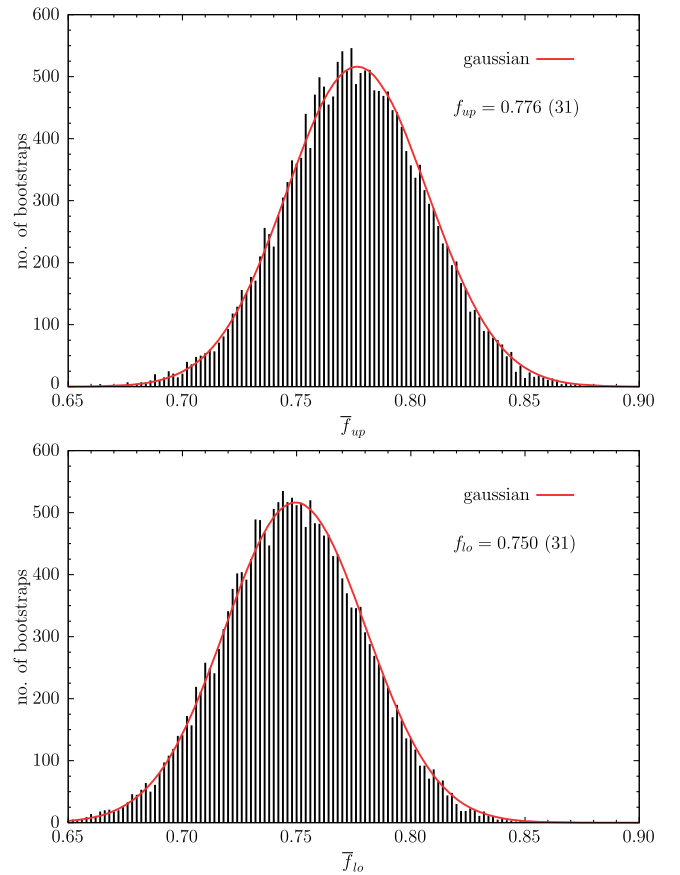 600
500
400
300
200
100
0
no. of bootstraps
gaussian
f_up = 0.776 (31)
0.65 0.70 0.75 0.80 0.85 0.90
f̅_up
600
500
400
300
200
100
0
no. of bootstraps
gaussian
f_lo = 0.750 (31)
0.65 0.70 0.75 0.80 0.85 0.90
f̅_lo